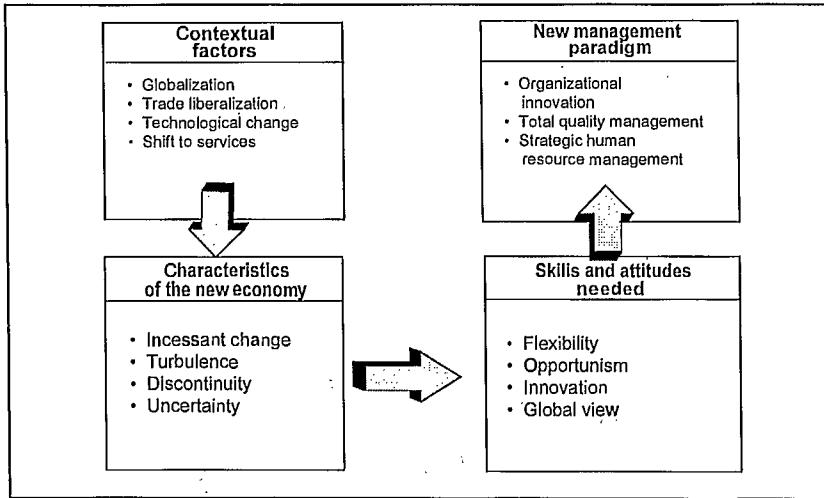 Contextual
factors
• Globalization
• Trade liberalization
• Technological change
• Shift to services
New management
paradigm
• Organizational
innovation
• Total quality management
• Strategic human
resource management
Characteristics
of the new economy
• Incessant change
• Turbulence
• Discontinuity
• Uncertainty
Skills and attitudes
needed
• Flexibility
• Opportunism
• Innovation
• Global view